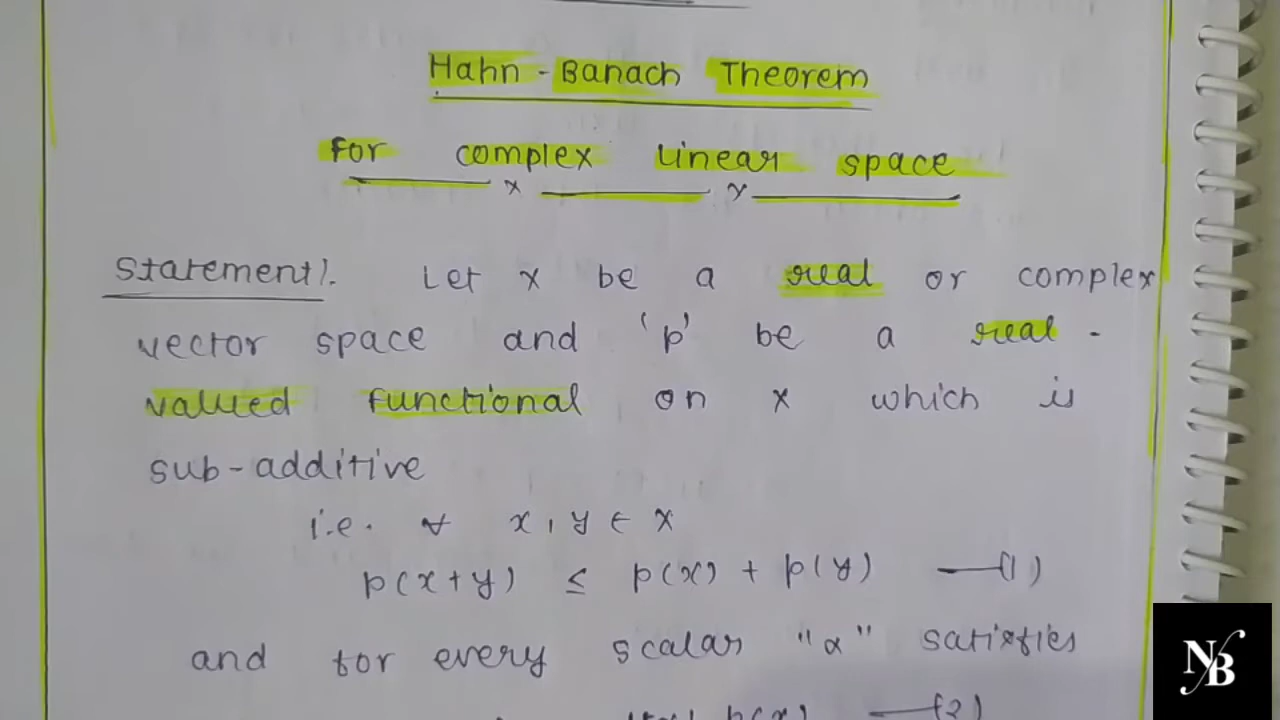 Hahn-Banach Theorem
For complex Linear space
Statement:- Let X be a real or complex
vector space and 'p' be a real-
valued functional on X which is
sub-additive
i.e. ∀ x, y ∈ X
p(x+y) ≤ p(x) + p(y) —(1)
and for every scalar "α" satisfies
p(x) —(2)
NB